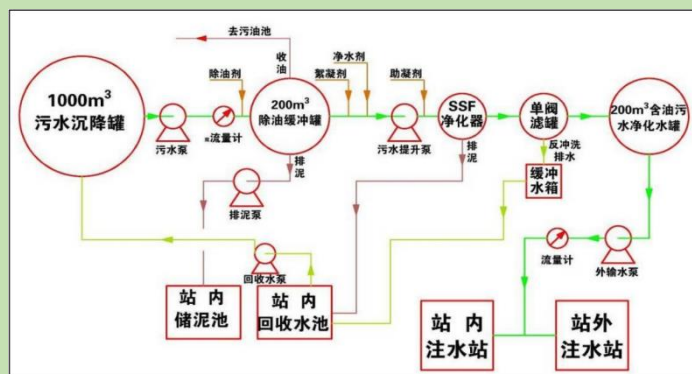 去污油池
收
油
除油剂
净水剂
絮凝剂
助凝剂
1000m³
污水沉降罐
200m³
除油缓冲罐
SSF
净化器
单阀
滤罐
200m³含油污
水净化水罐
污水泵
流量计
污水提升泵
排
泥
排
泥
反冲洗
排水
缓冲
水箱
排泥泵
回收水泵
流量计
外输水泵
站 内
储泥池
站 内
回收水池
站 内
注水站
站 外
注水站